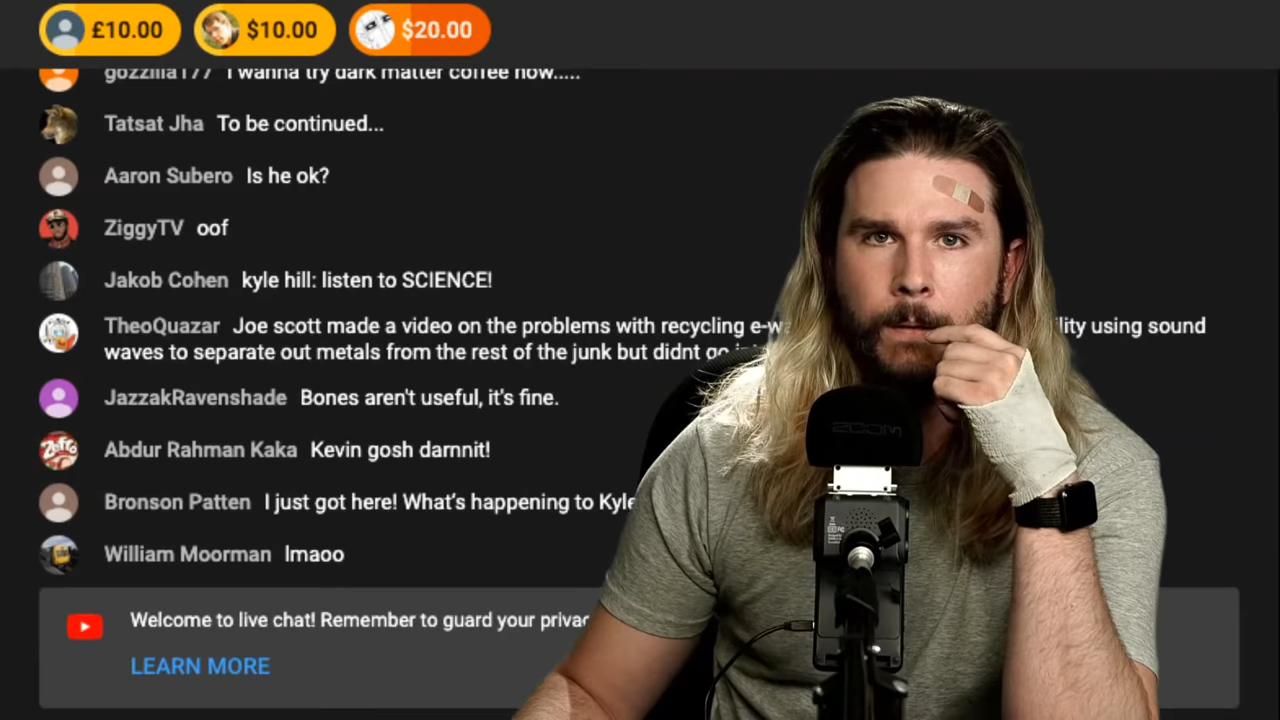 £10.00 $10.00 $20.00
gozzilla177 I wanna try dark matter coffee now.....
Tatsat Jha To be continued...
Aaron Subero Is he ok?
ZiggyTV oof
Jakob Cohen kyle hill: listen to SCIENCE!
TheoQuazar Joe scott made a video on the problems with recycling e-w lity using sound
waves to separate out metals from the rest of the junk but didnt go
JazzakRavenshade Bones aren't useful, it's fine.
Abdur Rahman Kaka Kevin gosh darnnit!
Bronson Patten I just got here! What's happening to Kyle
William Moorman lmaoo
Welcome to live chat! Remember to guard your privac
LEARN MORE
ZOOM